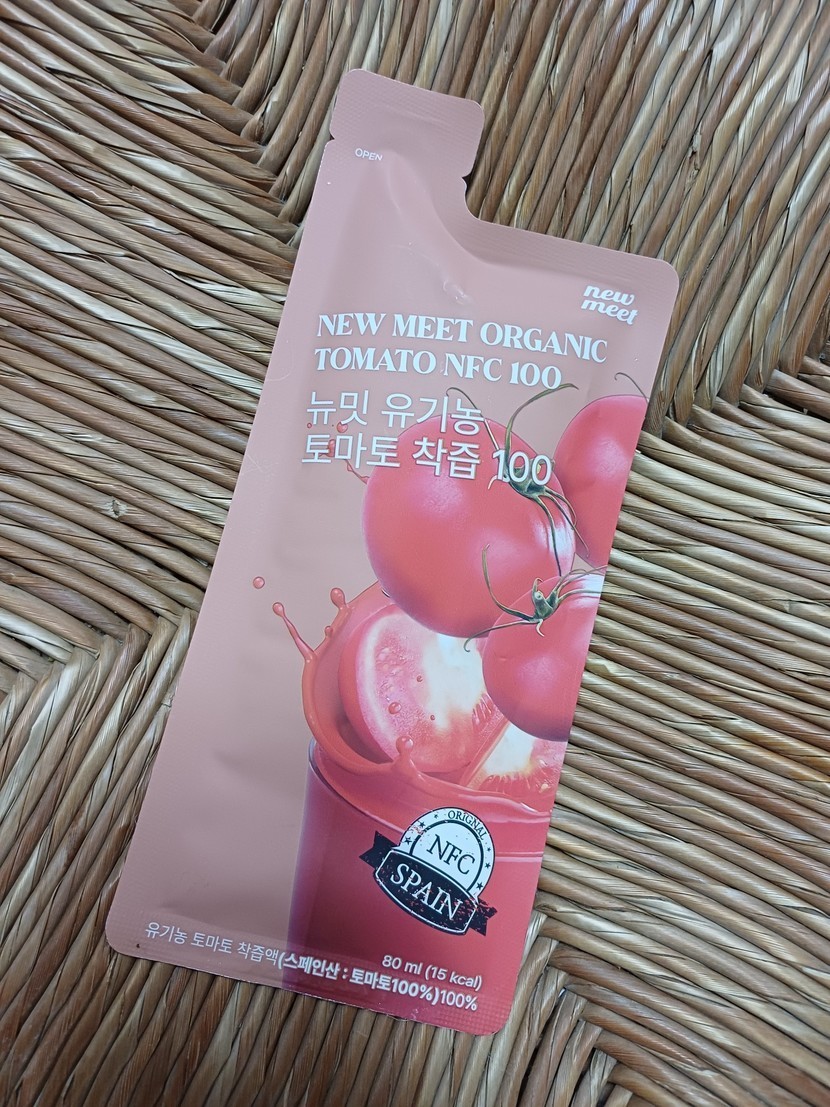 OPEN
new
meet
NEW MEET ORGANIC
TOMATO NFC 100
뉴밋 유기농
토마토 착즙 100
ORIGNAL
NFC
SPAIN
80 ml (15 kcal)
유기농 토마토 착즙액(스페인산 : 토마토100%)100%